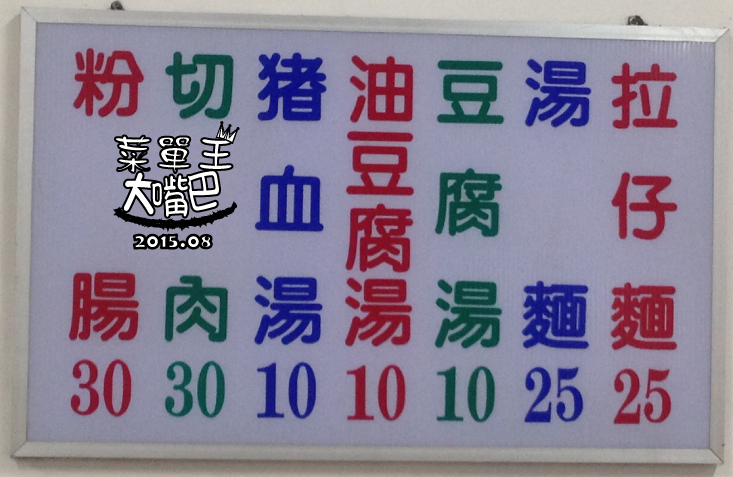 拉仔麵 25
湯麵 25
豆腐湯 10
油豆腐湯 10
猪血湯 10
切肉 30
粉腸 30
菜單王
大嘴巴
2015.08